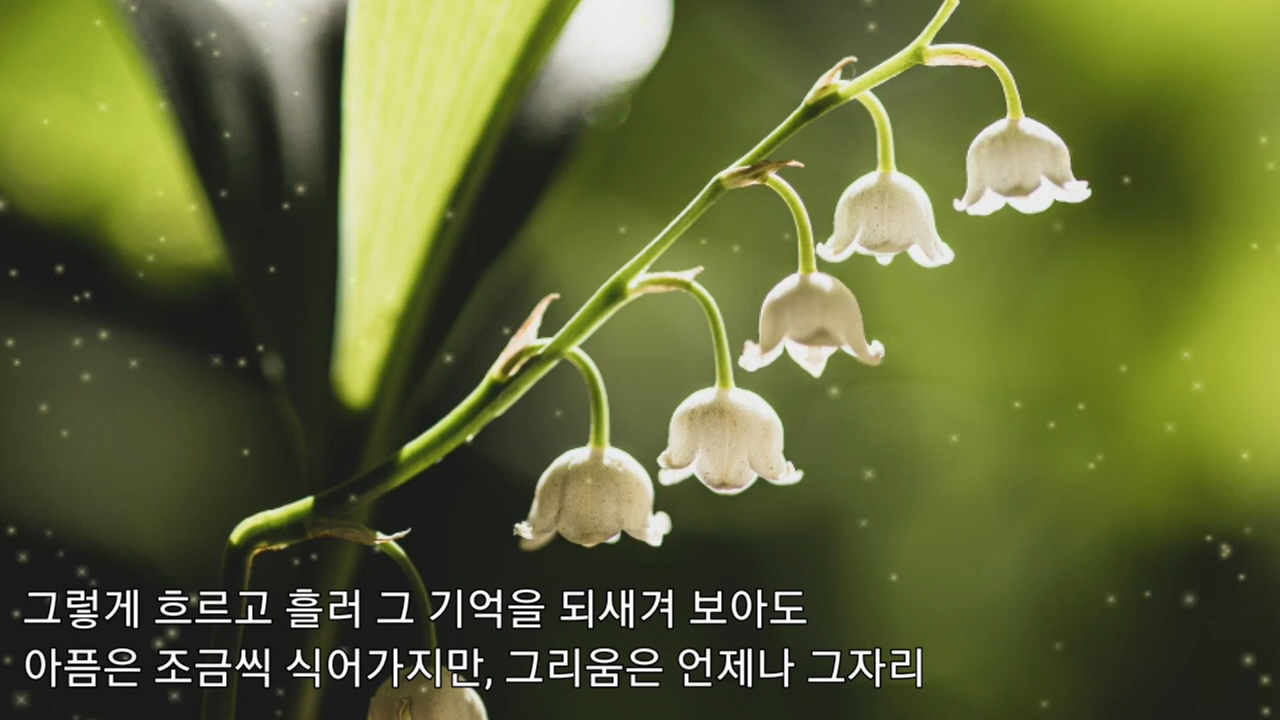 그렇게 흐르고 흘러 그 기억을 되새겨 보아도
아픔은 조금씩 식어가지만, 그리움은 언제나 그자리